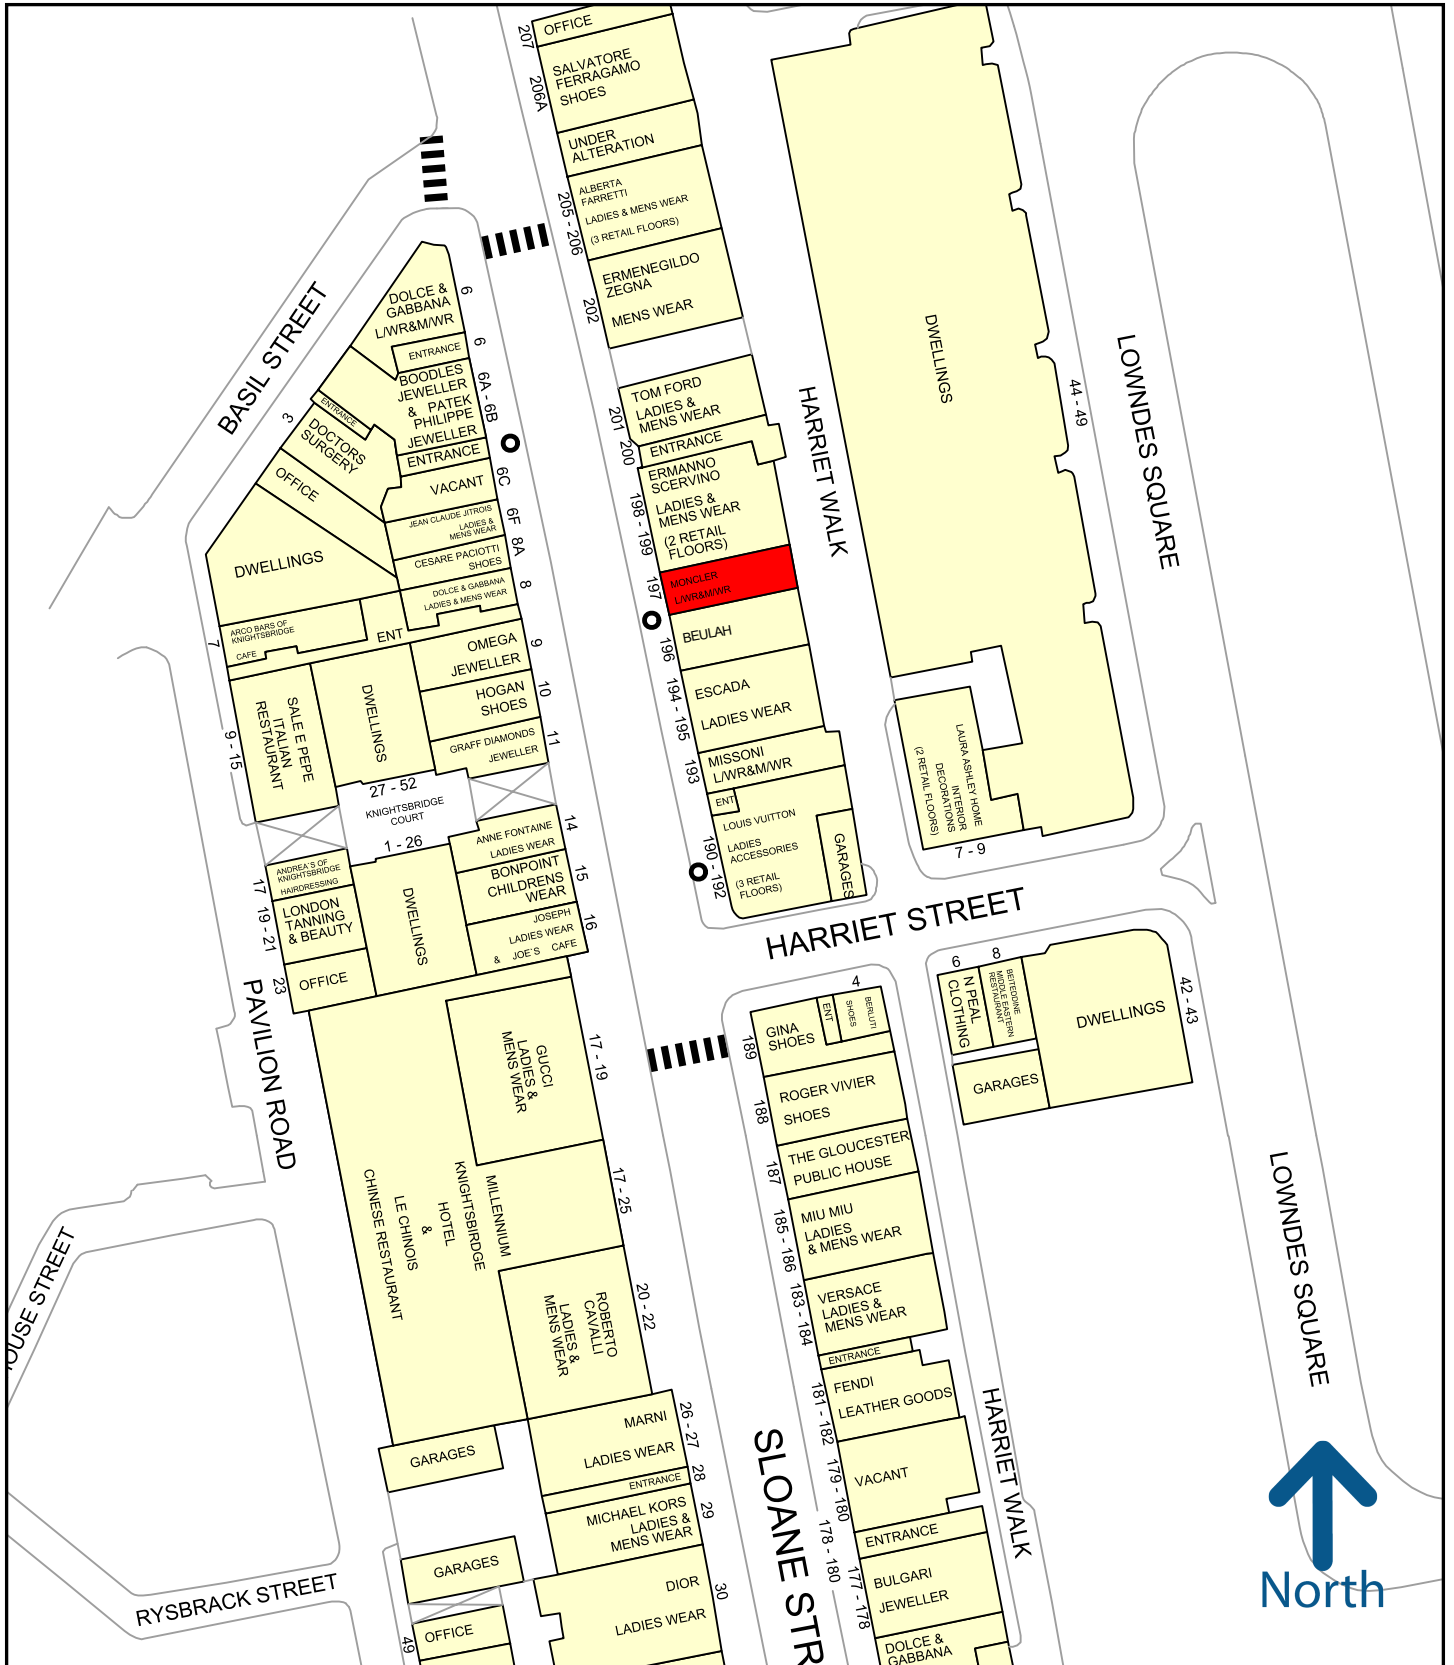 207
OFFICE
206A
SALVATORE
FERRAGAMO
SHOES
UNDER
ALTERATION
205 - 206
ALBERTA
FARRETTI
LADIES & MENS WEAR
(3 RETAIL FLOORS)
202
ERMENEGILDO
ZEGNA
MENS WEAR
201
TOM FORD
LADIES &
MENS WEAR
200
ENTRANCE
198 - 199
ERMANNO
SCERVINO
LADIES &
MENS WEAR
(2 RETAIL
FLOORS)
197
MONCLER
L/WR&M/WR
196
BEULAH
194 - 195
ESCADA
LADIES WEAR
193
MISSONI
L/WR&M/WR
ENT
190 - 192
LOUIS VUITTON
LADIES
ACCESSORIES
(3 RETAIL
FLOORS)
GARAGES
HARRIET WALK
DWELLINGS
44 - 49
LOWNDES SQUARE
LAURA ASHLEY HOME
INTERIOR
DECORATIONS
(2 RETAIL FLOORS)
7 - 9
BASIL STREET
DOLCE &
GABBANA
L/WR&M/WR
6
ENTRANCE
6
BOODLES
JEWELLER
& PATEK
PHILIPPE
JEWELLER
6A - 6B
3
ENTRANCE
DOCTORS
SURGERY
OFFICE
DWELLINGS
ENTRANCE
6C
VACANT
JEAN CLAUDE JITROIS
LADIES &
MENS WEAR
6F
CESARE PACIOTTI
SHOES
8A
DOLCE & GABBANA
LADIES & MENS WEAR
8
7
ARCO BARS OF
KNIGHTSBRIDGE
CAFE
ENT
OMEGA
JEWELLER
9
HOGAN
SHOES
10
GRAFF DIAMONDS
JEWELLER
11
9 - 15
SALE E PEPE
ITALIAN
RESTAURANT
DWELLINGS
27 - 52
KNIGHTSBRIDGE
COURT
1 - 26
ANNE FONTAINE
LADIES WEAR
14
BONPOINT
CHILDRENS
WEAR
15
JOSEPH
LADIES WEAR
& JOE'S CAFE
16
17
ANDREA'S OF
KNIGHTSBRIDGE
HAIRDRESSING
19 - 21
LONDON
TANNING
& BEAUTY
DWELLINGS
23
OFFICE
PAVILION ROAD
HARRIET STREET
GUCCI
LADIES &
MENS WEAR
17 - 19
MILLENNIUM
KNIGHTSBIRDGE
HOTEL
&
LE CHINOIS
CHINESE RESTAURANT
17 - 25
ROBERTO
CAVALLI
LADIES &
MENS WEAR
20 - 22
GARAGES
MARNI
LADIES WEAR
26 - 27
ENTRANCE
28
MICHAEL KORS
LADIES &
MENS WEAR
29
GARAGES
DIOR
LADIES WEAR
30
49
OFFICE
OUSE STREET
RYSBRACK STREET
SLOANE STR
189
GINA
SHOES
ENT
4
BERLUTI
SHOES
188
ROGER VIVIER
SHOES
187
THE GLOUCESTER
PUBLIC HOUSE
185 - 186
MIU MIU
LADIES
& MENS WEAR
183 - 184
VERSACE
LADIES &
MENS WEAR
ENTRANCE
181 - 182
FENDI
LEATHER GOODS
179 - 180
VACANT
178 - 180
ENTRANCE
177 - 178
BULGARI
JEWELLER
DOLCE &
GABBANA
HARRIET WALK
6
N PEAL
CLOTHING
8
BEITEDDINE
MIDDLE EASTERN
RESTAURANT
DWELLINGS
42 - 43
GARAGES
LOWNDES SQUARE
North